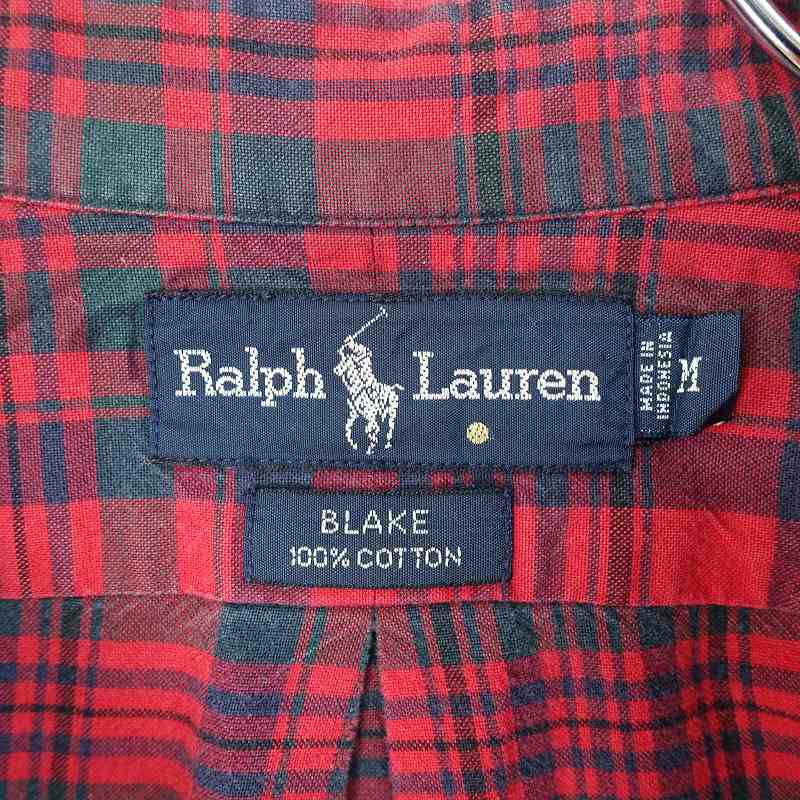 Ralph Lauren
MADE IN
INDONESIA
M
BLAKE
100% COTTON